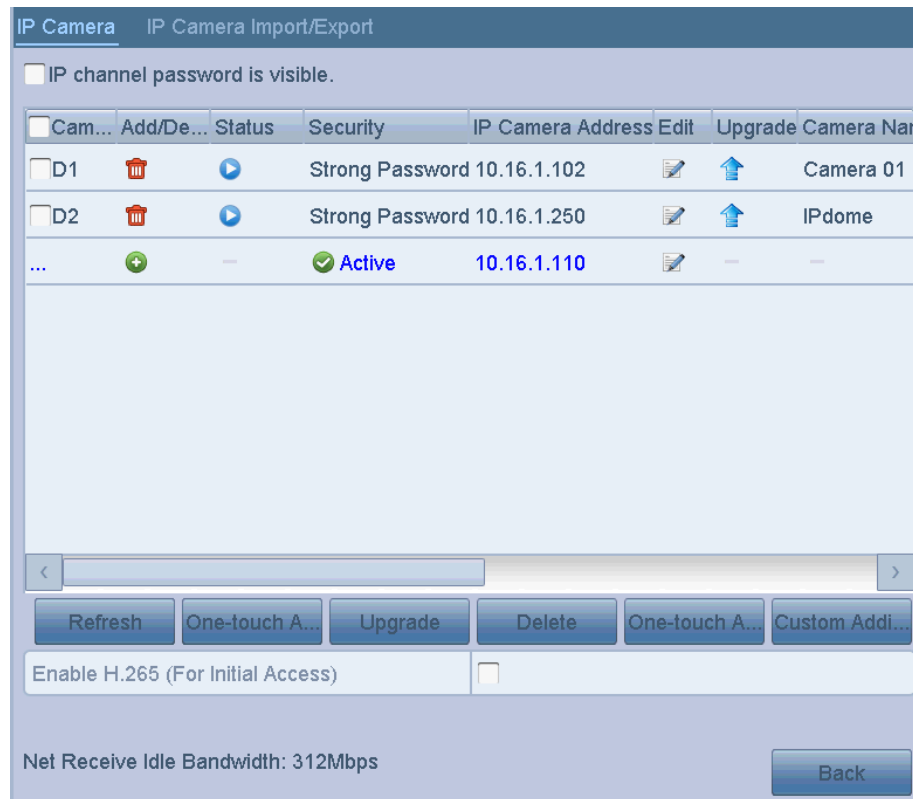 IP Camera IP Camera Import/Export
IP channel password is visible.
Cam... Add/De... Status Security IP Camera Address Edit Upgrade Camera Nar
D1 Strong Password 10.16.1.102 Camera 01
D2 Strong Password 10.16.1.250 IPdome
... — Active 10.16.1.110 — —
Refresh One-touch A... Upgrade Delete One-touch A... Custom Addi...
Enable H.265 (For Initial Access)
Net Receive Idle Bandwidth: 312Mbps
Back